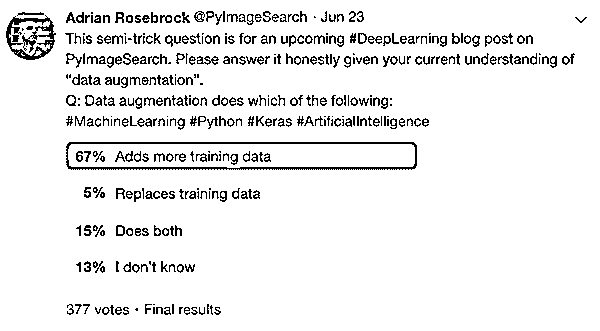 Adrian Rosebrock @PyImageSearch · Jun 23
This semi-trick question is for an upcoming #DeepLearning blog post on
PyImageSearch. Please answer it honestly given your current understanding of
“data augmentation”.
Q: Data augmentation does which of the following:
#MachineLearning #Python #Keras #ArtificialIntelligence
67% Adds more training data
5% Replaces training data
15% Does both
13% I don't know
377 votes • Final results